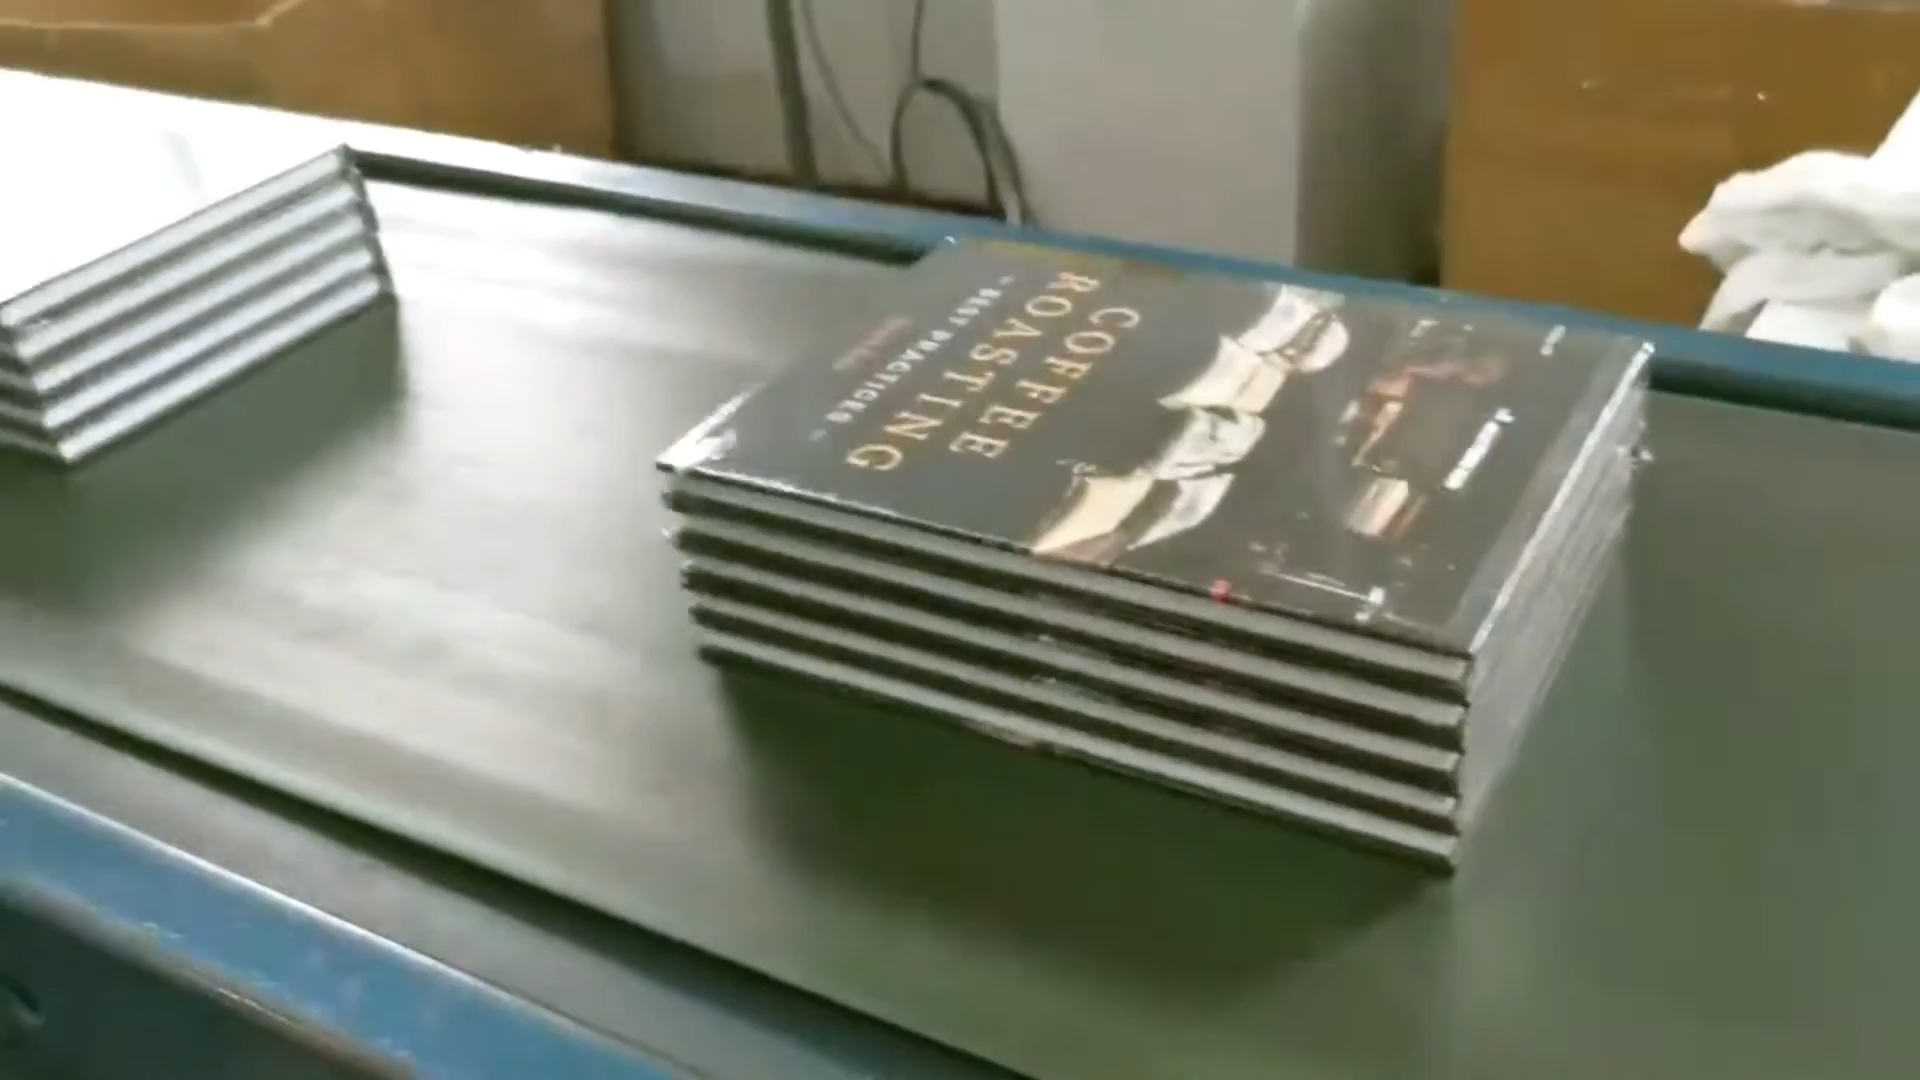 COFFEE
ROASTING
~ BEST PRACTICES ~